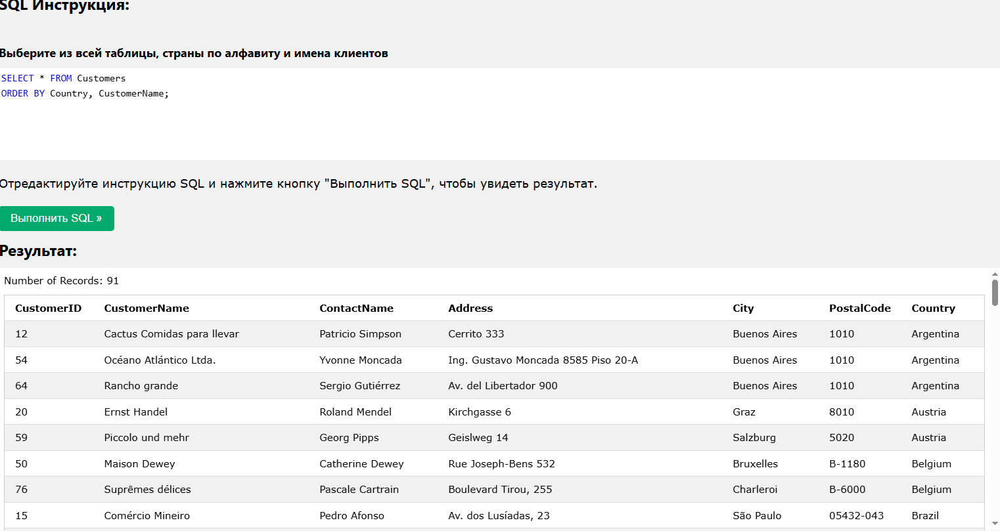 SQL Инструкция:
Выберите из всей таблицы, страны по алфавиту и имена клиентов
SELECT * FROM Customers
ORDER BY Country, CustomerName;
Отредактируйте инструкцию SQL и нажмите кнопку "Выполнить SQL", чтобы увидеть результат.
Выполнить SQL »
Результат:
Number of Records: 91
CustomerID CustomerName ContactName Address City PostalCode Country
12 Cactus Comidas para llevar Patricio Simpson Cerrito 333 Buenos Aires 1010 Argentina
54 Océano Atlántico Ltda. Yvonne Moncada Ing. Gustavo Moncada 8585 Piso 20-A Buenos Aires 1010 Argentina
64 Rancho grande Sergio Gutiérrez Av. del Libertador 900 Buenos Aires 1010 Argentina
20 Ernst Handel Roland Mendel Kirchgasse 6 Graz 8010 Austria
59 Piccolo und mehr Georg Pipps Geislweg 14 Salzburg 5020 Austria
50 Maison Dewey Catherine Dewey Rue Joseph-Bens 532 Bruxelles B-1180 Belgium
76 Suprêmes délices Pascale Cartrain Boulevard Tirou, 255 Charleroi B-6000 Belgium
15 Comércio Mineiro Pedro Afonso Av. dos Lusíadas, 23 São Paulo 05432-043 Brazil